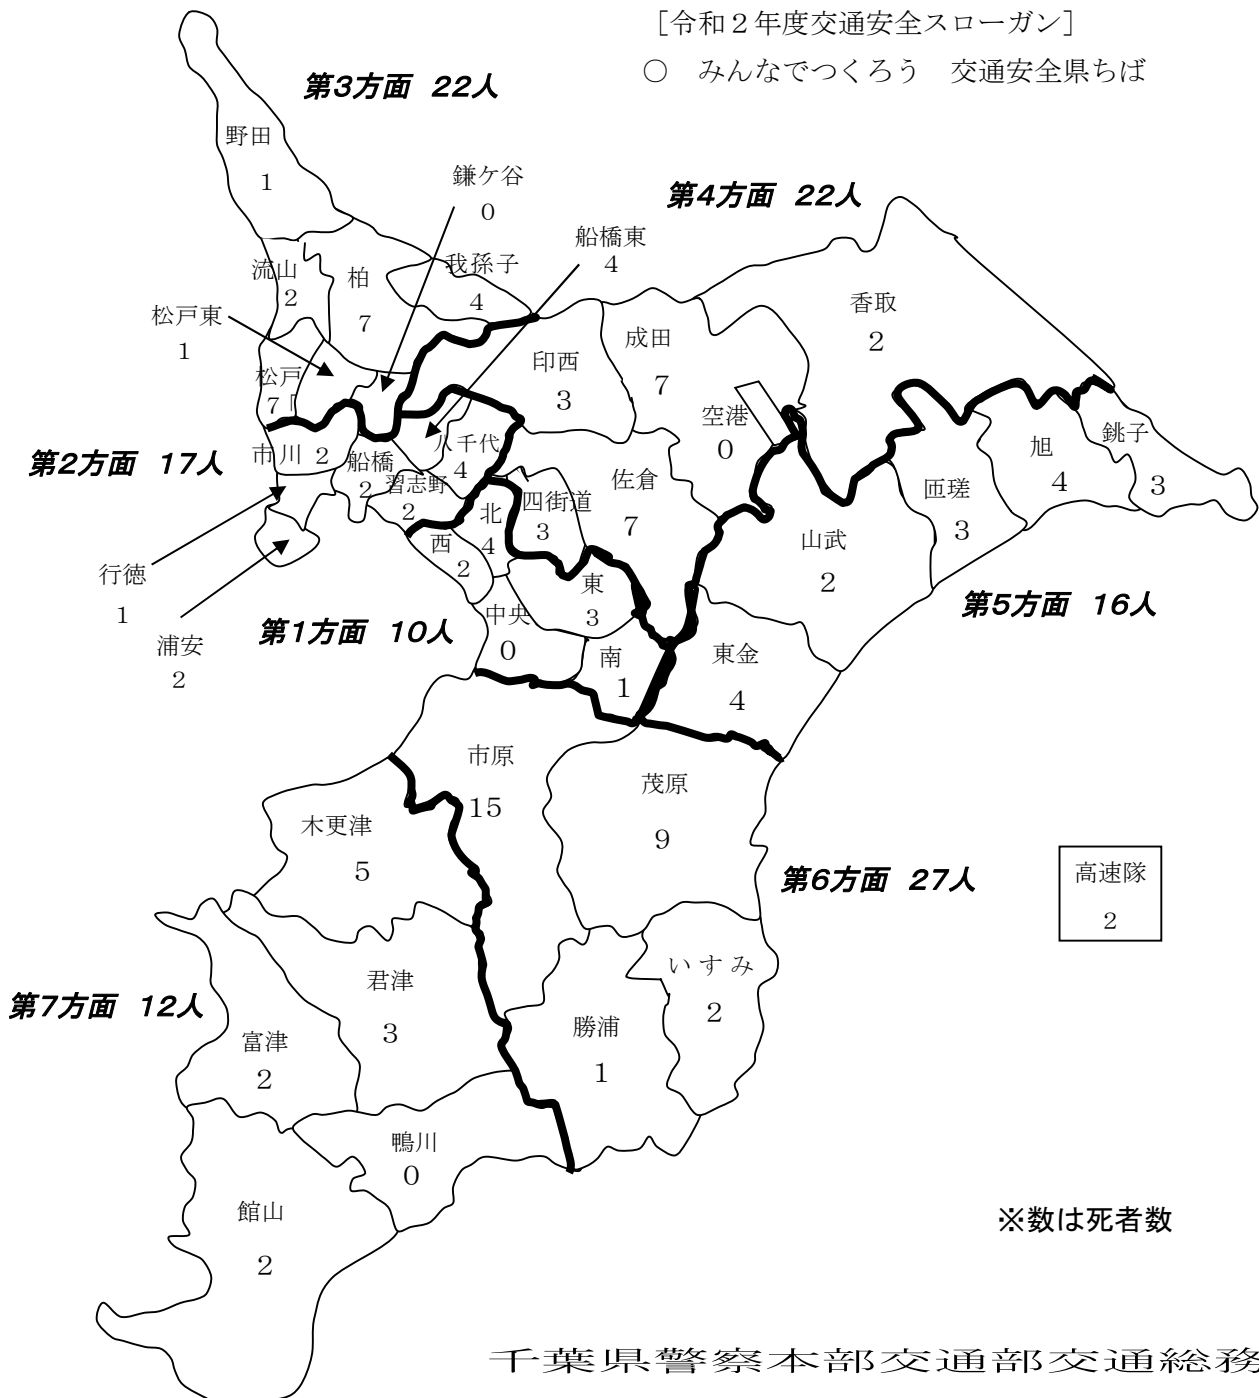 ［令和２年度交通安全スローガン］
○　みんなでつくろう　交通安全県ちば
第3方面　22人
野田
1
鎌ケ谷
0
第4方面　22人
船橋東
4
流山
2
柏
7
我孫子
4
松戸東
1
香取
2
成田
7
印西
3
松戸
7
空港
0
銚子
3
旭
4
匝瑳
3
第2方面　17人
市川 2
船橋
2
八千代
4
習志野
2
佐倉
7
四街道
3
北
4
西
2
山武
2
行徳
1
浦安
2
東
3
第5方面　16人
第1方面　10人
中央
0
南
1
東金
4
市原
15
茂原
9
木更津
5
第6方面　27人
高速隊
2
君津
3
いすみ
2
第7方面　12人
勝浦
1
富津
2
鴨川
0
館山
2
※数は死者数
千葉県警察本部交通部交通総務